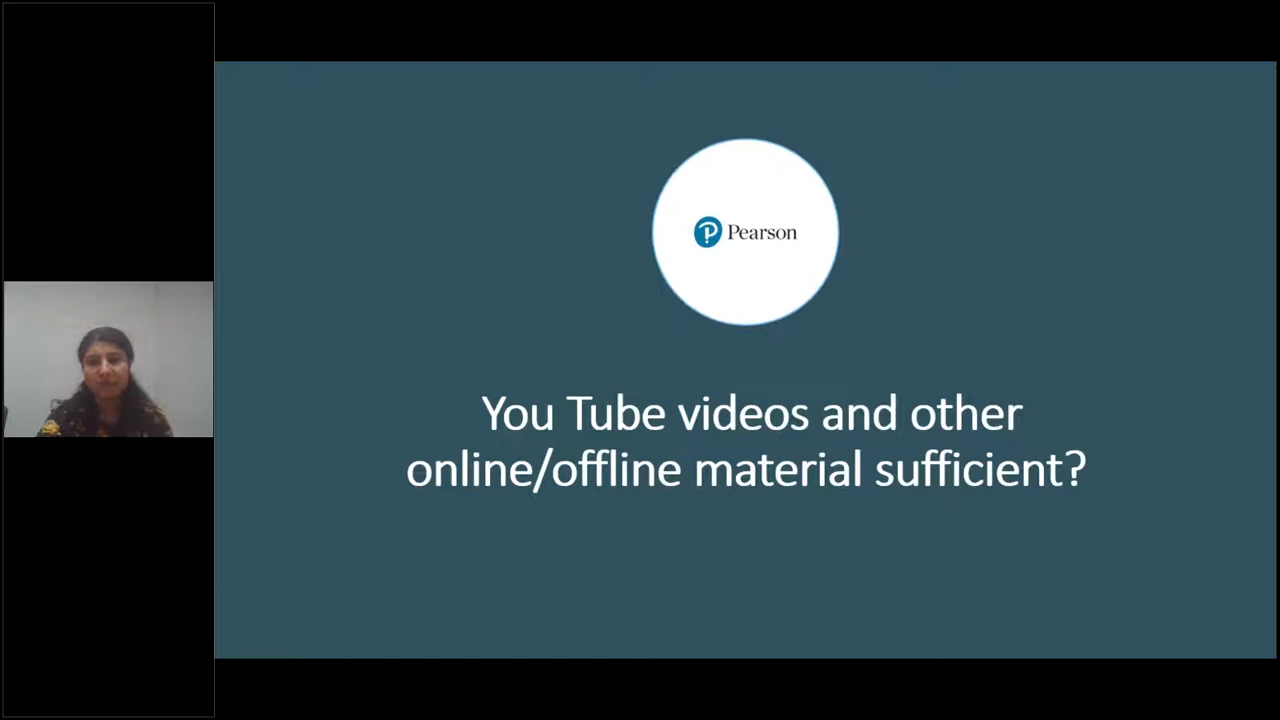 Pearson
You Tube videos and other
online/offline material sufficient?